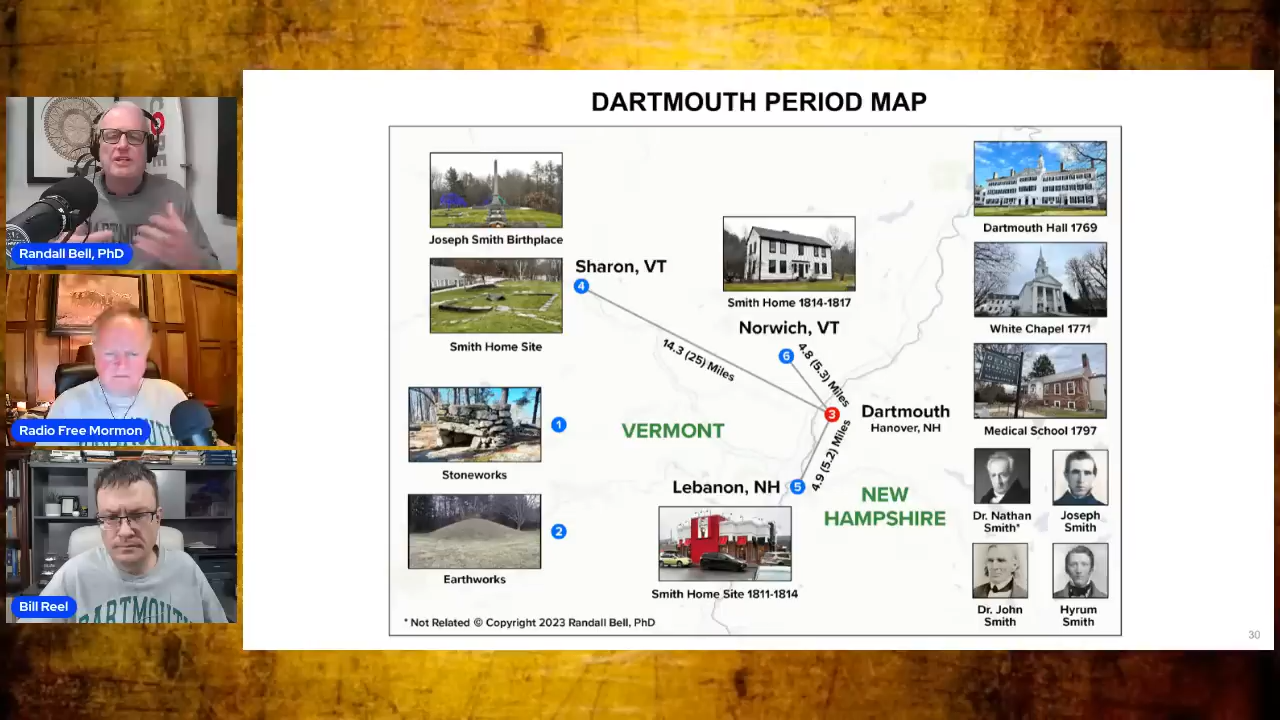 DARTMOUTH PERIOD MAP
Randall Bell, PhD
Radio Free Mormon
Bill Reel
DARTMOUTH
Joseph Smith Birthplace
Smith Home Site
Stoneworks
Earthworks
1
2
Sharon, VT
4
14.3 (25) Miles
Smith Home 1814-1817
Norwich, VT
6
4.8 (5.3) Miles
3
Dartmouth
Hanover, NH
4.9 (5.2) Miles
VERMONT
Lebanon, NH
5
NEW
HAMPSHIRE
Smith Home Site 1811-1814
Dartmouth Hall 1769
White Chapel 1771
Medical School 1797
Dr. Nathan
Smith*
Joseph
Smith
Dr. John
Smith
Hyrum
Smith
* Not Related © Copyright 2023 Randall Bell, PhD
30